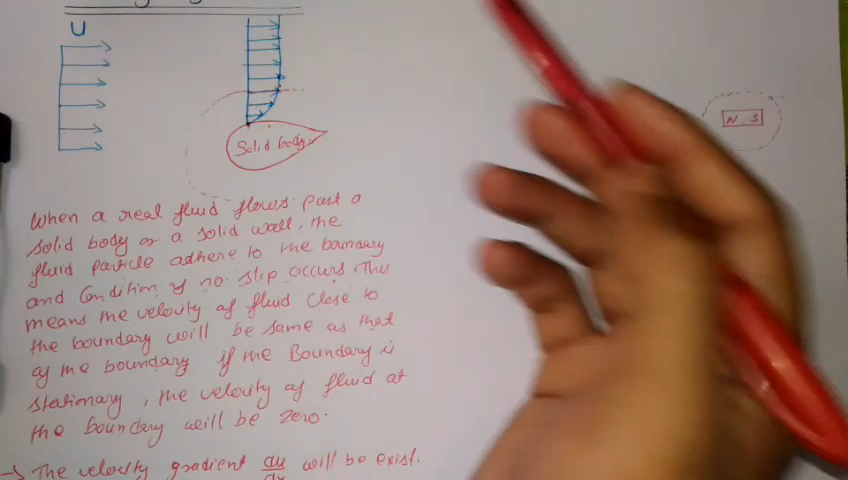 U
Solid body
N-S
When a real fluid flows past a
solid body or a solid wall, the
fluid particle adhere to the boundary
and condition of no slip occurs. This
means the velocity of fluid close to
the boundary will be same as that
of the boundary if the Boundary is
stationary, the velocity of fluid at
the boundary will be zero.
→ The velocity gradient du will be exist.